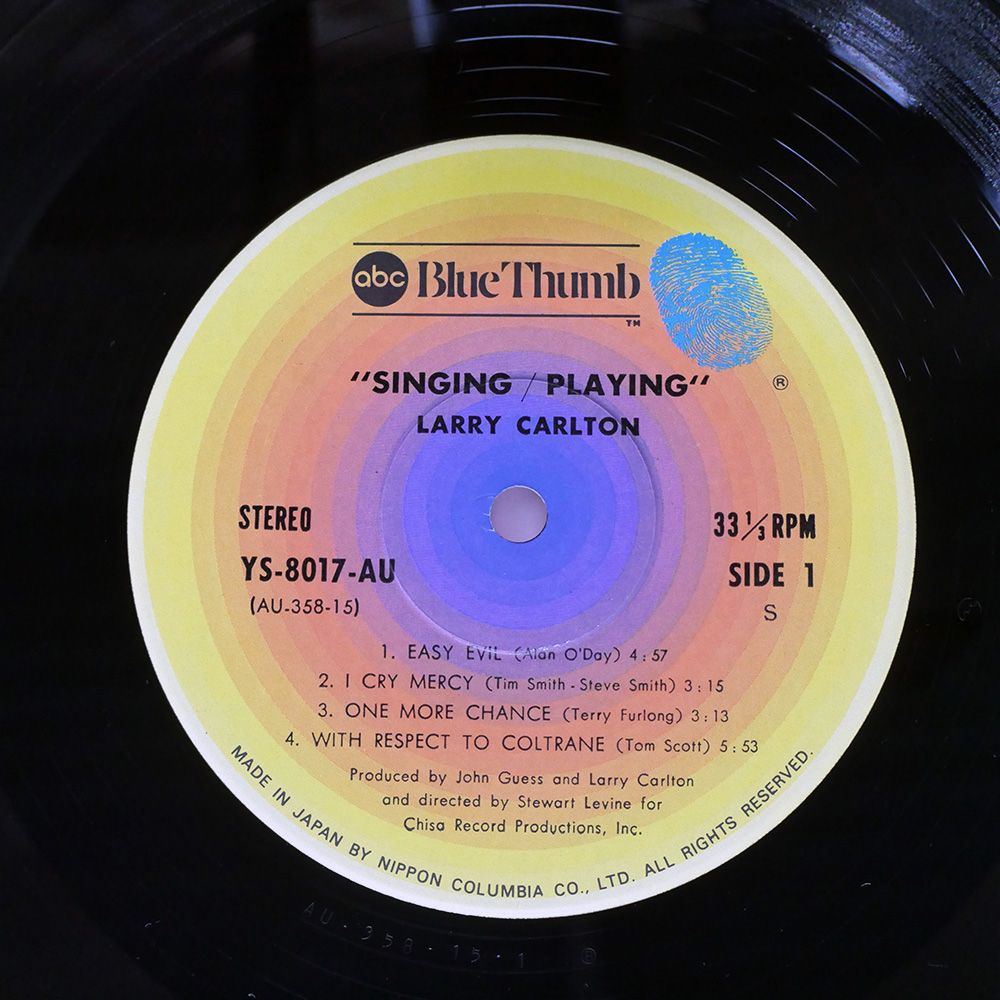 abc Blue Thumb
TM
"SINGING / PLAYING"
®
LARRY CARLTON
STEREO
33 1/3 RPM
YS-8017-AU
SIDE 1
(AU-358-15)
S
1. EASY EVIL (Alan O'Day) 4:57
2. I CRY MERCY (Tim Smith - Steve Smith) 3:15
3. ONE MORE CHANCE (Terry Furlong) 3:13
4. WITH RESPECT TO COLTRANE (Tom Scott) 5:53
Produced by John Guess and Larry Carlton
and directed by Stewart Levine for
Chisa Record Productions, Inc.
MADE IN JAPAN BY NIPPON COLUMBIA CO., LTD. ALL RIGHTS RESERVED.
AU-358-15-1